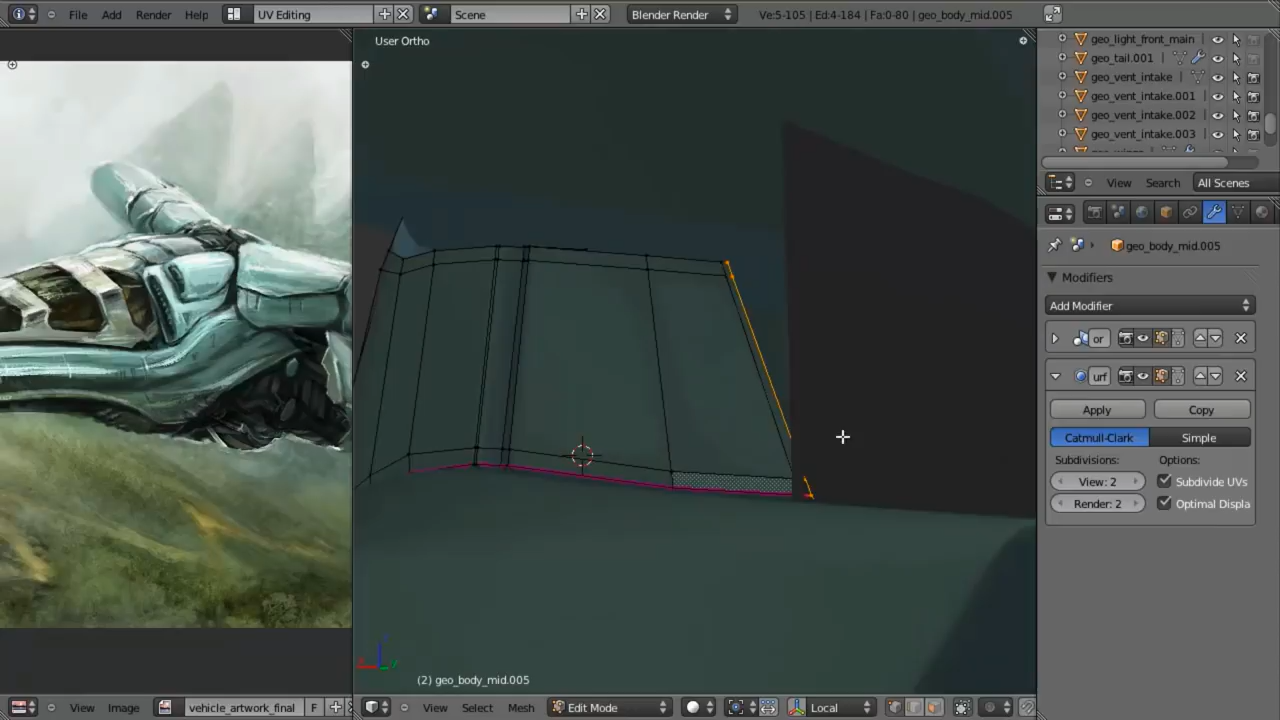 File Add Render Help UV Editing Scene Blender Render Ve:5-105 | Ed:4-184 | Fa:0-80 | geo_body_mid.005
User Ortho
geo_light_front_main
geo_tail.001
geo_vent_intake
geo_vent_intake.001
geo_vent_intake.002
geo_vent_intake.003
View Search All Scenes
geo_body_mid.005
Modifiers
Add Modifier
or
urf
Apply Copy
Catmull-Clark Simple
Subdivisions: Options:
View: 2 Subdivide UVs
Render: 2 Optimal Displa
(2) geo_body_mid.005
View Image vehicle_artwork_final F View Select Mesh Edit Mode Local